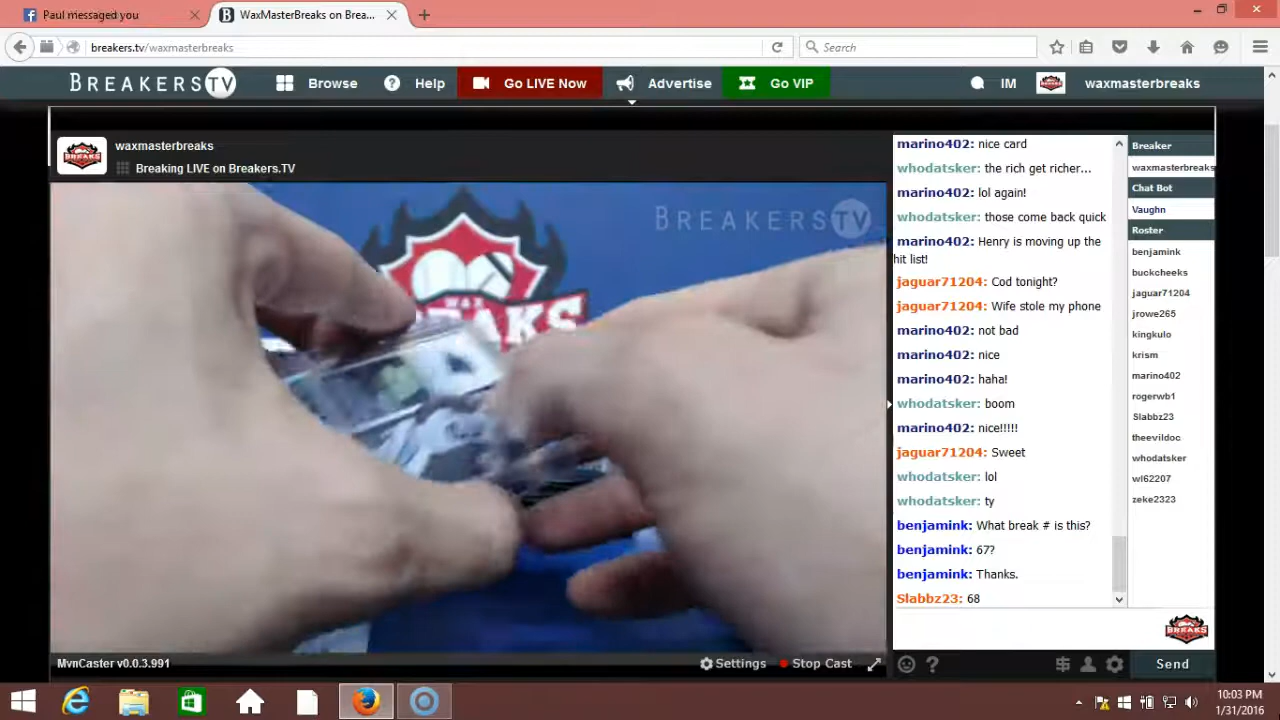 Paul messaged you
WaxMasterBreaks on Brea...
breakers.tv/waxmasterbreaks
Search
BREAKERS TV
Browse
Help
Go LIVE Now
Advertise
Go VIP
IM
waxmasterbreaks
waxmasterbreaks
Breaking LIVE on Breakers.TV
BREAKERS TV
WAX
BREAKS
marino402: nice card
whodatsker: the rich get richer...
marino402: lol again!
whodatsker: those come back quick
marino402: Henry is moving up the
hit list!
jaguar71204: Cod tonight?
jaguar71204: Wife stole my phone
marino402: not bad
marino402: nice
marino402: haha!
whodatsker: boom
marino402: nice!!!!!
jaguar71204: Sweet
whodatsker: lol
whodatsker: ty
benjamink: What break # is this?
benjamink: 67?
benjamink: Thanks.
Slabbz23: 68
Breaker
waxmasterbreaks
Chat Bot
Vaughn
Roster
benjamink
buckcheeks
jaguar71204
jrowe265
kingkulo
krism
marino402
rogerwb1
Slabbz23
theevildoc
whodatsker
wl62207
zeke2323
BREAKS
MvnCaster v0.0.3.991
Settings
Stop Cast
Send
10:03 PM
1/31/2016